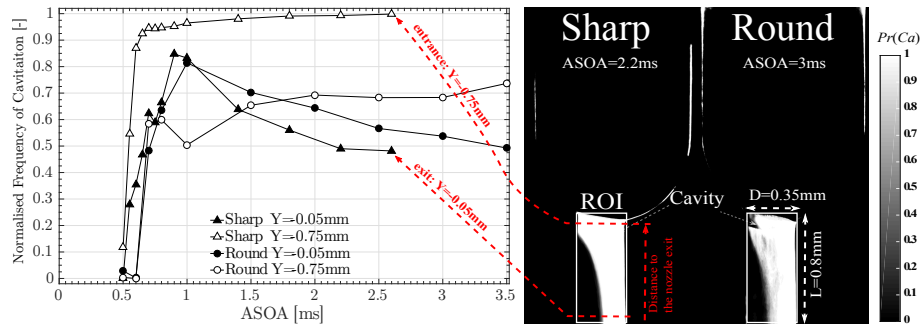 Normalised Frequency of Cavitaiton [-]
1
0.9
0.8
0.7
0.6
0.5
0.4
0.3
0.2
0.1
0
0
0.5
1.0
1.5
2.0
2.5
3.0
3.5
ASOA [ms]
Sharp Y=-0.05mm
Sharp Y=-0.75mm
Round Y=-0.05mm
Round Y=-0.75mm
entrance: Y=-0.75mm
exit: Y=-0.05mm
Sharp
ASOA=2.2ms
Round
ASOA=3ms
ROI
Cavity
D=0.35mm
L=0.8mm
Distance to
the nozzle exit
Pr(Ca)
1
0.9
0.8
0.7
0.6
0.5
0.4
0.3
0.2
0.1
0